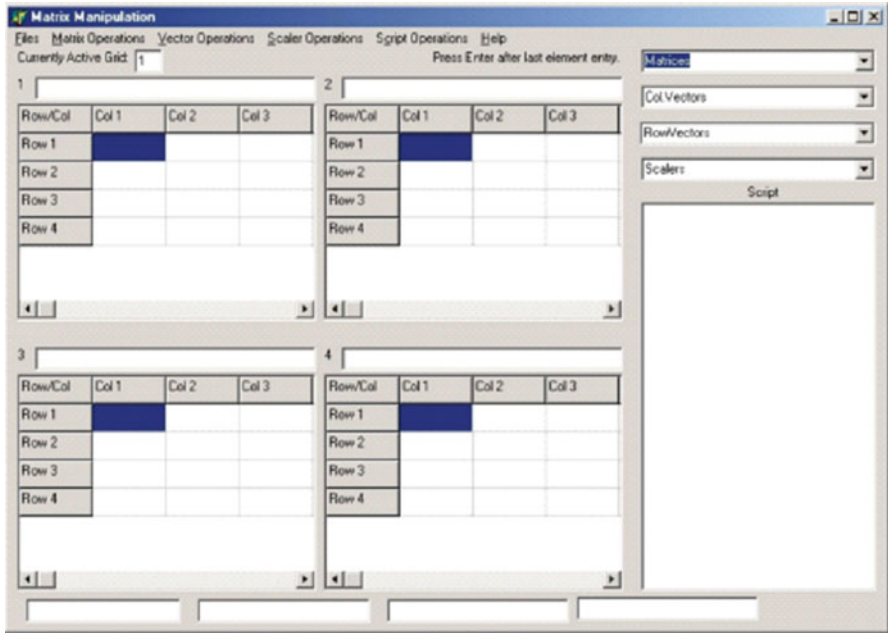 Matrix Manipulation
Files Matrix Operations Vector Operations Scaler Operations Script Operations Help
Currently Active Grid: 1 Press Enter after last element entry.
Matrices
Col.Vectors
RowVectors
Scalers
Script
1
Row/Col Col 1 Col 2 Col 3
Row 1
Row 2
Row 3
Row 4
2
Row/Col Col 1 Col 2 Col 3
Row 1
Row 2
Row 3
Row 4
3
Row/Col Col 1 Col 2 Col 3
Row 1
Row 2
Row 3
Row 4
4
Row/Col Col 1 Col 2 Col 3
Row 1
Row 2
Row 3
Row 4